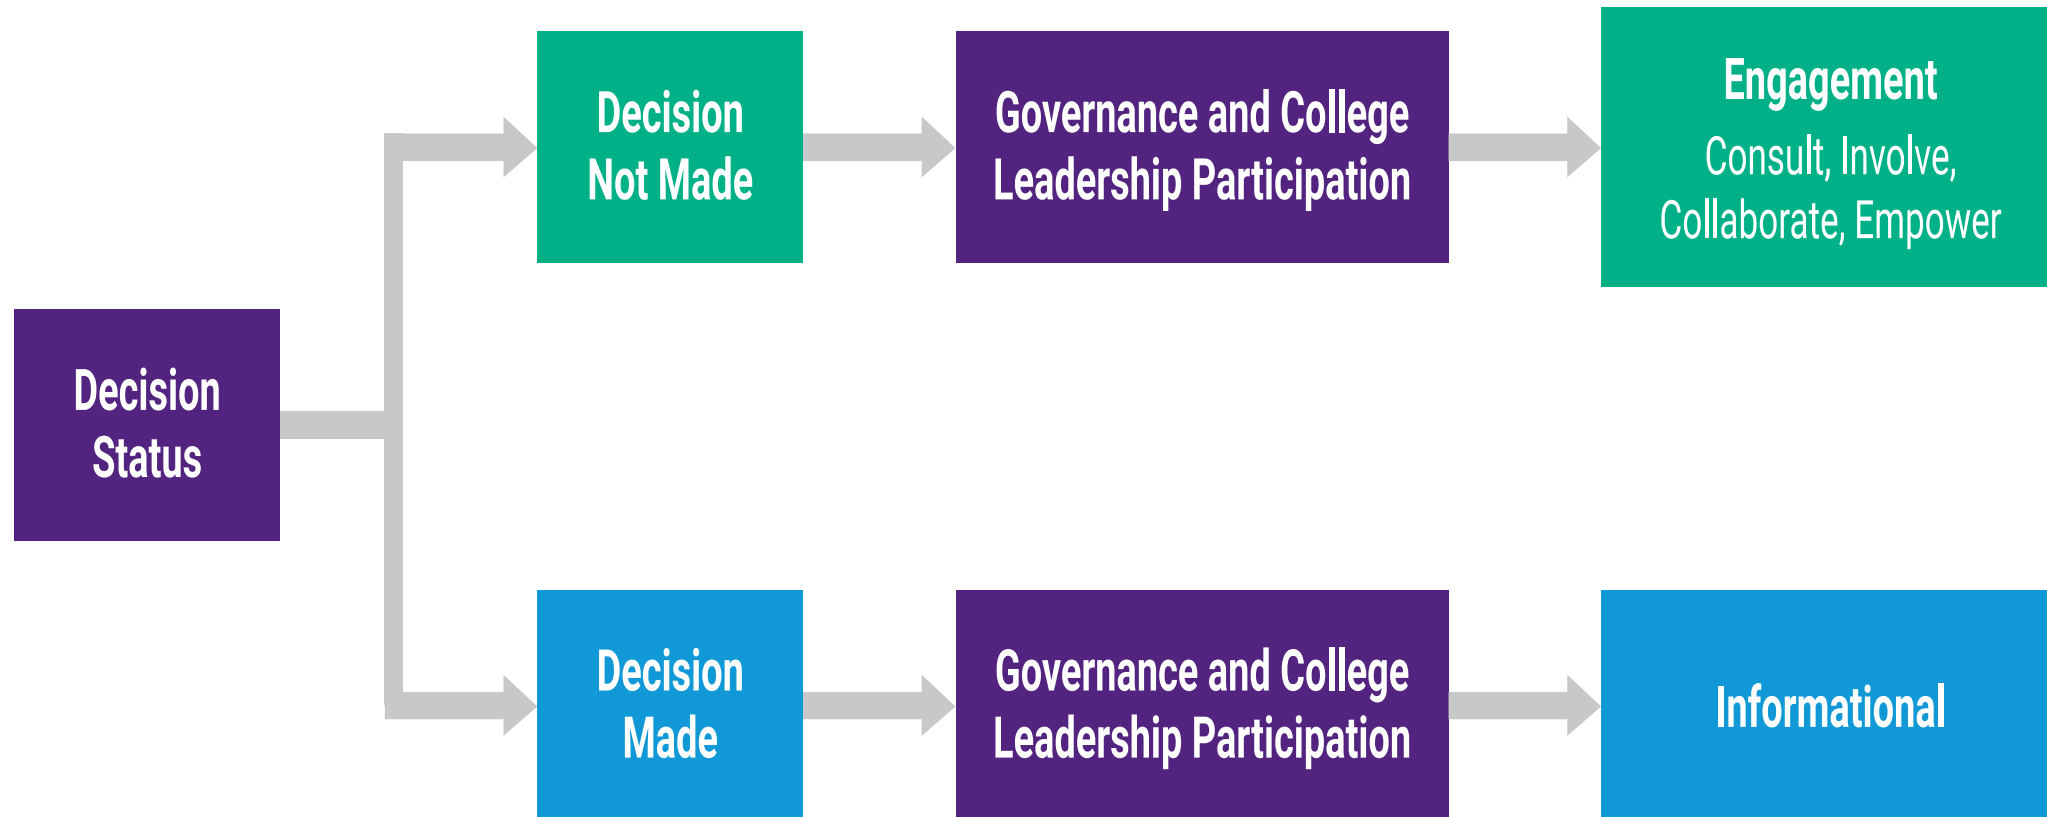 Decision
Status
Decision
Not Made
Governance and College
Leadership Participation
Engagement
Consult, Involve,
Collaborate, Empower
Decision
Made
Governance and College
Leadership Participation
Informational